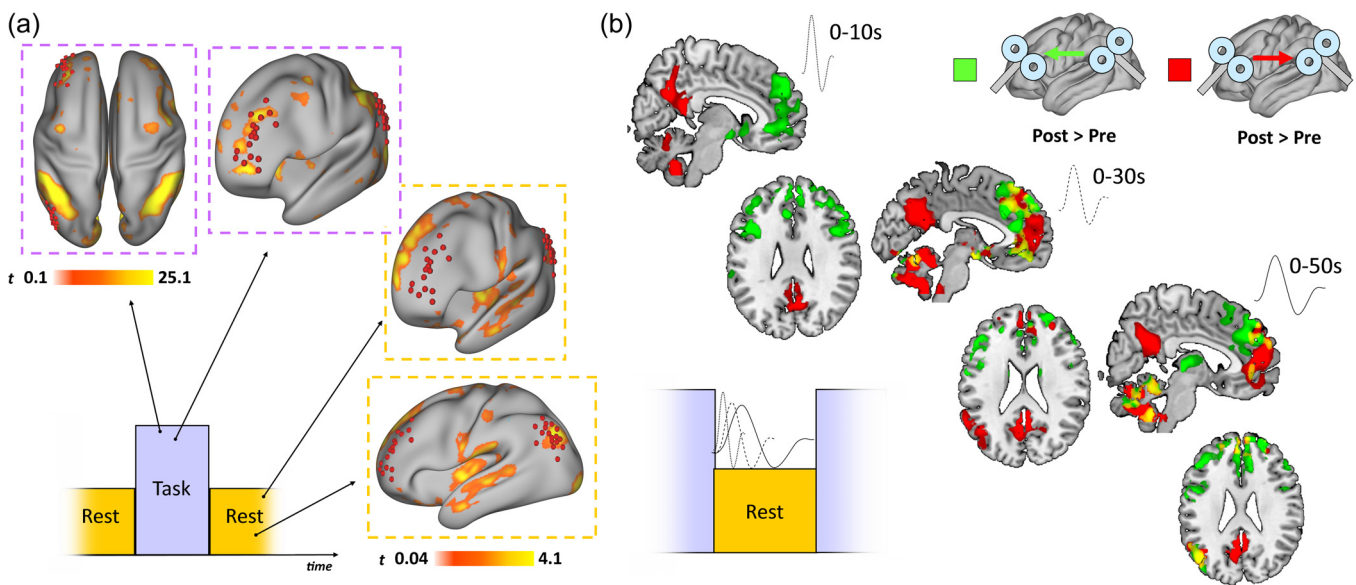 (a)
t 0.1 25.1
Rest
Task
Rest
time
t 0.04 4.1
(b)
0-10s
Post > Pre
Post > Pre
0-30s
0-50s
Rest